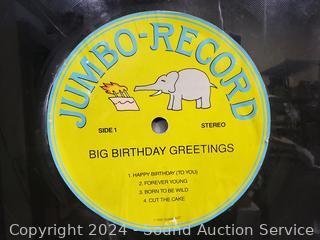 JUMBO-RECORD
SIDE 1
STEREO
BIG BIRTHDAY GREETINGS
1. HAPPY BIRTHDAY (TO YOU)
2. FOREVER YOUNG
3. BORN TO BE WILD
4. CUT THE CAKE
Copyright 2024 - Sound Auction Service